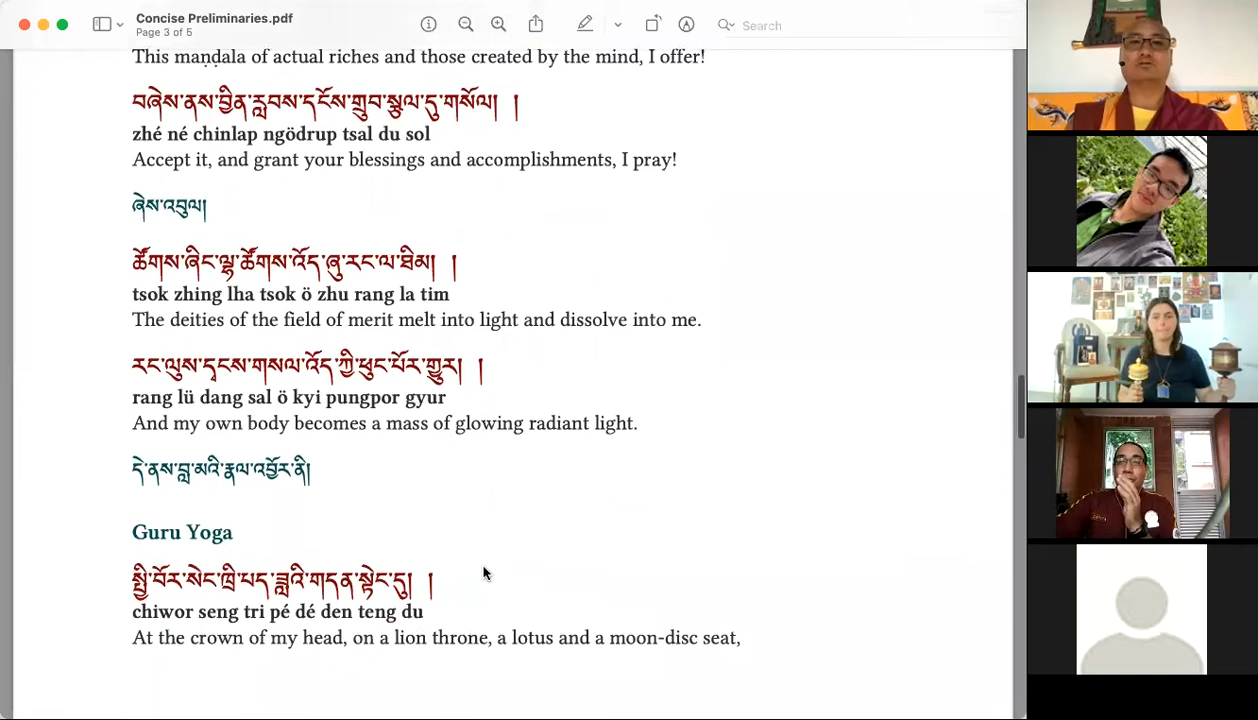 Concise Preliminaries.pdf
Page 3 of 5
Search
This maṇḍala of actual riches and those created by the mind, I offer!
བཞེས་ནས་བྱིན་རླབས་དངོས་གྲུབ་སྩལ་དུ་གསོལ། །
zhé né chinlap ngödrup tsal du sol
Accept it, and grant your blessings and accomplishments, I pray!
ཞེས་འབུལ།
ཚོགས་ཞིང་ལྷ་ཚོགས་འོད་ཞུ་རང་ལ་ཐིམ། །
tsok zhing lha tsok ö zhu rang la tim
The deities of the field of merit melt into light and dissolve into me.
རང་ལུས་དྭངས་གསལ་འོད་ཀྱི་ཕུང་པོར་གྱུར། །
rang lü dang sal ö kyi pungpor gyur
And my own body becomes a mass of glowing radiant light.
དེ་ནས་བླ་མའི་རྣལ་འབྱོར་ནི།
Guru Yoga
སྤྱི་བོར་སེང་ཁྲི་པད་ཟླའི་གདན་སྟེང་དུ། །
chiwor seng tri pé dé den teng du
At the crown of my head, on a lion throne, a lotus and a moon-disc seat,